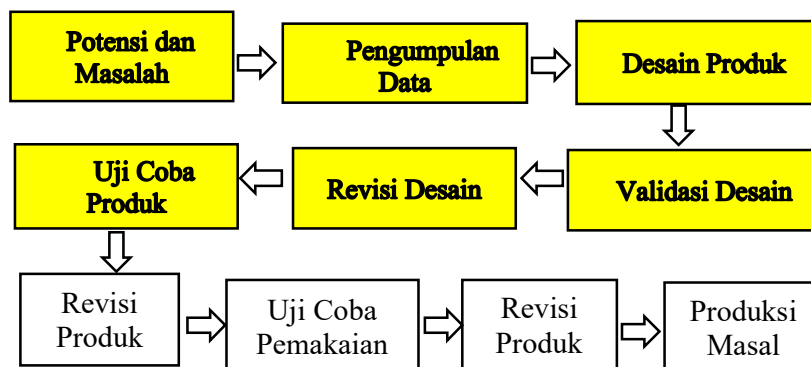 Potensi dan
Masalah
Pengumpulan
Data
Desain Produk
Validasi Desain
Revisi Desain
Uji Coba
Produk
Revisi
Produk
Uji Coba
Pemakaian
Revisi
Produk
Produksi
Masal